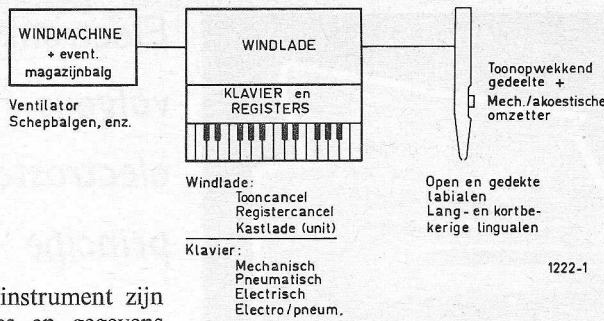 WINDMACHINE
+ event.
magazijnbalg
Ventilator
Schepbalgen, enz.
WINDLADE
KLAVIER en
REGISTERS
Windlade:
Tooncancel
Registercancel
Kastlade (unit)
Klavier:
Mechanisch
Pneumatisch
Electrisch
Electro/pneum.
Toonopwekkend
gedeelte +
Mech./akoestische
omzetter
Open en gedekte
labialen
Lang- en kortbe-
kerige lingualen
1222-1
instrument zijn
en gegevens